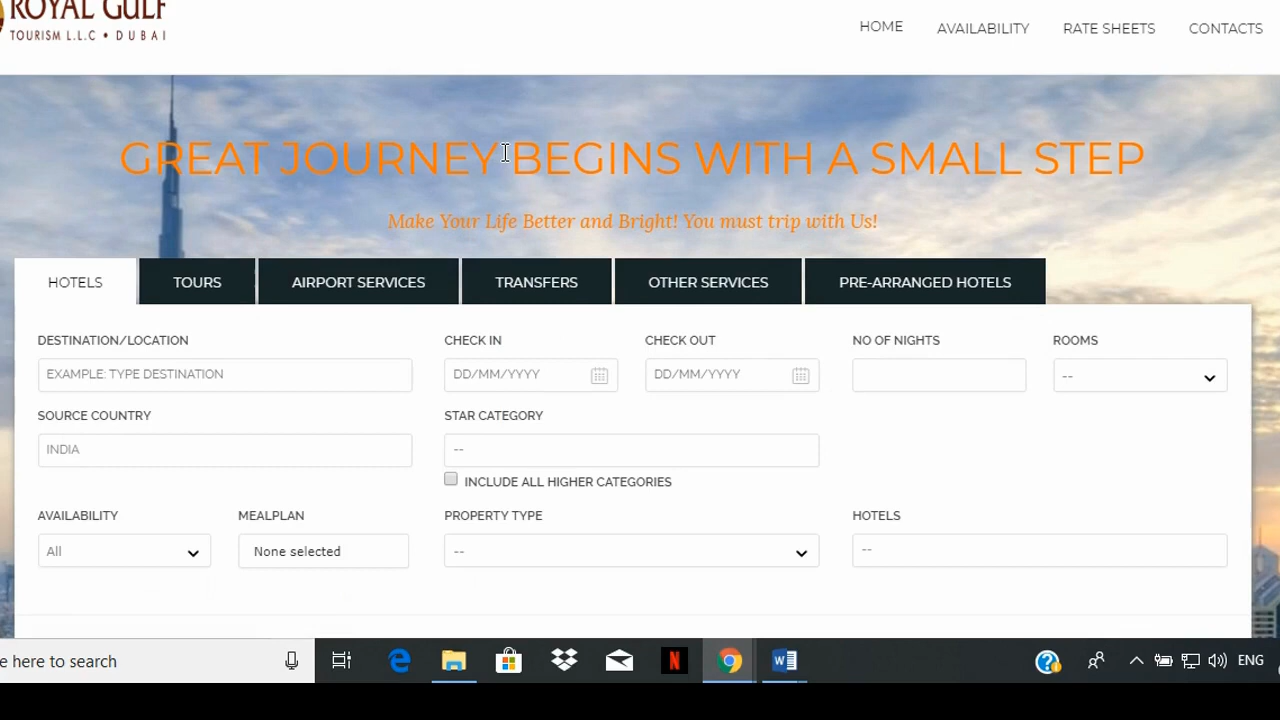 ROYAL GULF
TOURISM L.L.C • DUBAI
HOME AVAILABILITY RATE SHEETS CONTACTS
GREAT JOURNEY BEGINS WITH A SMALL STEP
Make Your Life Better and Bright! You must trip with Us!
HOTELS TOURS AIRPORT SERVICES TRANSFERS OTHER SERVICES PRE-ARRANGED HOTELS
DESTINATION/LOCATION CHECK IN CHECK OUT NO OF NIGHTS ROOMS
EXAMPLE: TYPE DESTINATION DD/MM/YYYY DD/MM/YYYY --
SOURCE COUNTRY STAR CATEGORY
INDIA --
INCLUDE ALL HIGHER CATEGORIES
AVAILABILITY MEALPLAN PROPERTY TYPE HOTELS
All None selected -- --
e here to search N W ENG